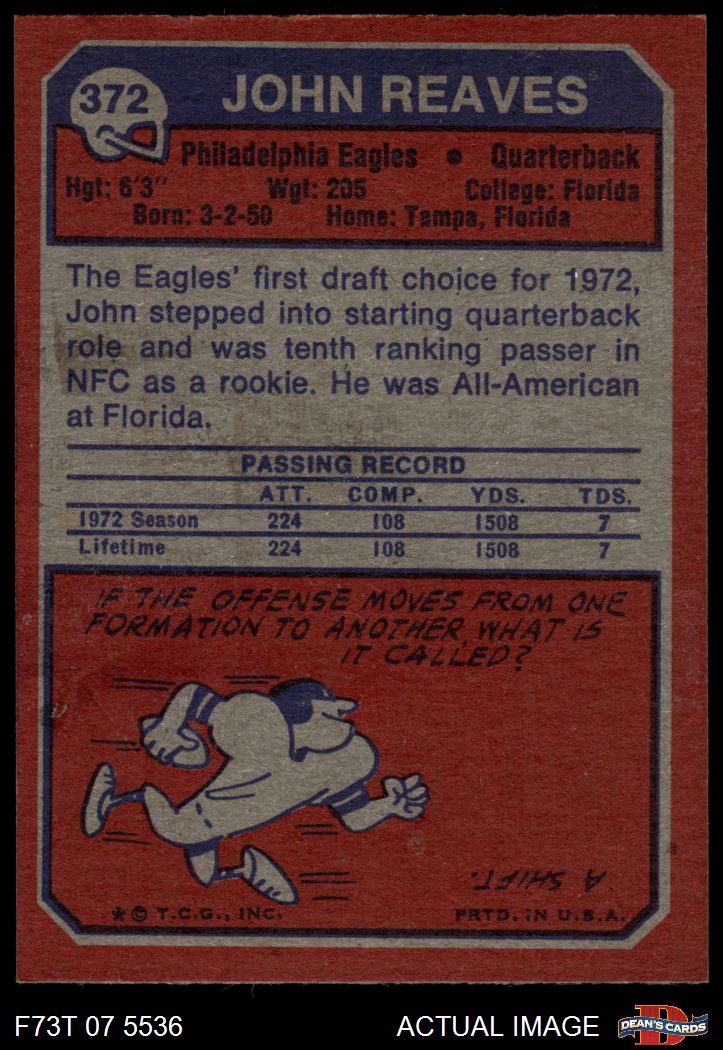 372
JOHN REAVES
Philadelphia Eagles • Quarterback
Hgt: 6'3" Wgt: 205 College: Florida
Born: 3-2-50 Home: Tampa, Florida
The Eagles' first draft choice for 1972,
John stepped into starting quarterback
role and was tenth ranking passer in
NFC as a rookie. He was All-American
at Florida.
PASSING RECORD
ATT. COMP. YDS. TDS.
1972 Season 224 108 1508 7
Lifetime 224 108 1508 7
IF THE OFFENSE MOVES FROM ONE
FORMATION TO ANOTHER, WHAT IS
IT CALLED?
A SHIFT.
* © T.C.G., INC. PRTD. IN U.S.A.
F73T 07 5536 ACTUAL IMAGE D DEAN'S CARDS